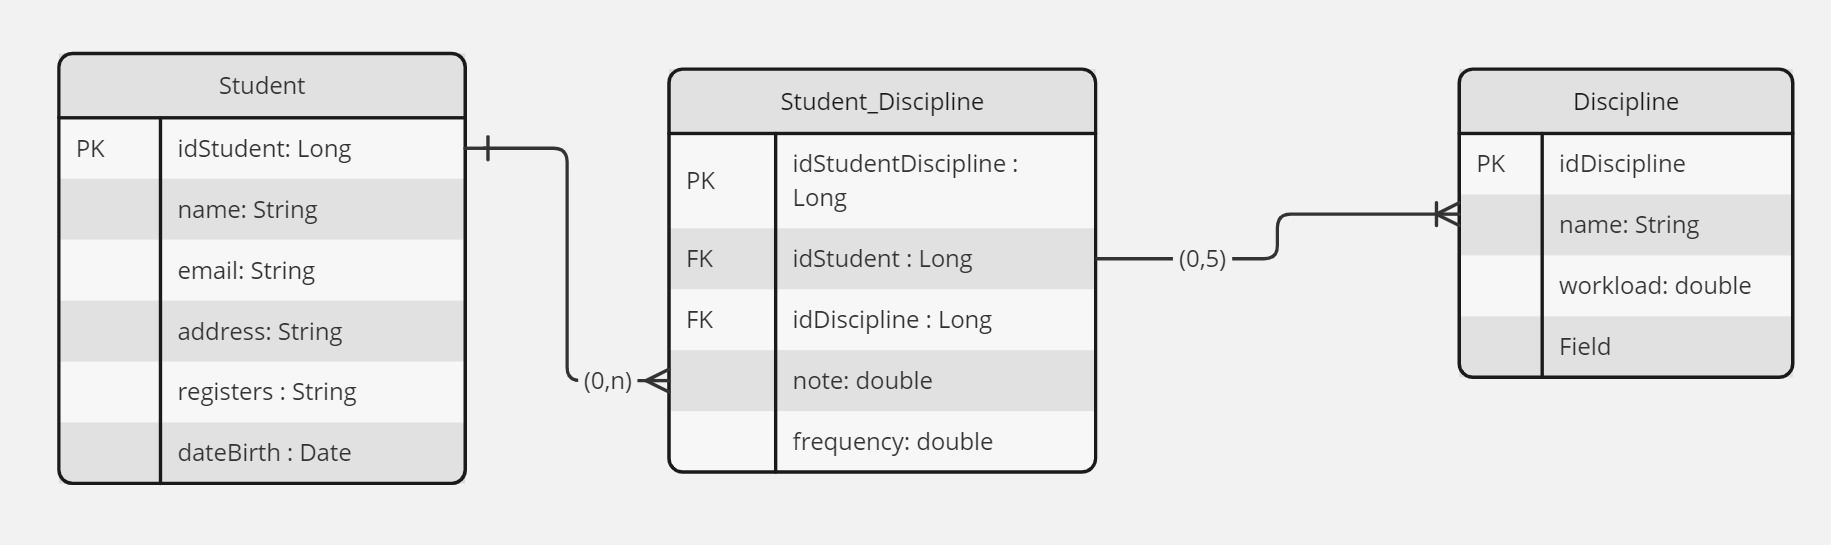 Student
PK
idStudent: Long
name: String
email: String
address: String
registers : String
dateBirth : Date
(0,n)
Student_Discipline
PK
idStudentDiscipline :
Long
FK
idStudent : Long
FK
idDiscipline : Long
note: double
frequency: double
(0,5)
Discipline
PK
idDiscipline
name: String
workload: double
Field